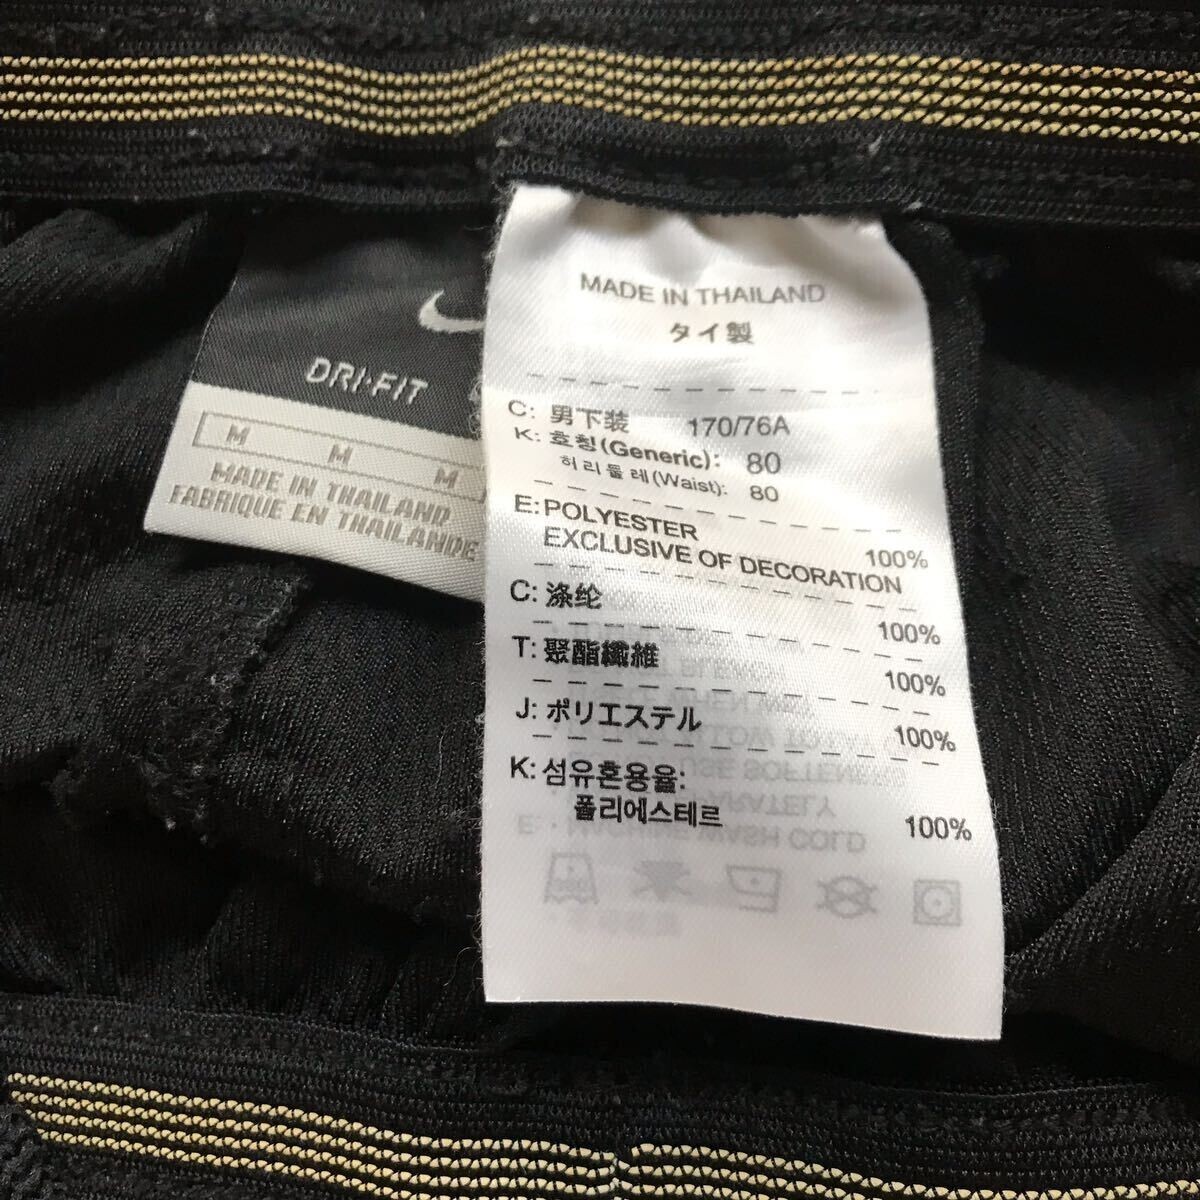 DRI-FIT
M M M
MADE IN THAILAND
FABRIQUE EN THAILANDE
MADE IN THAILAND
タイ製
C: 男下装 170/76A
K: 호칭(Generic): 80
허리둘레(Waist): 80
E: POLYESTER 100%
EXCLUSIVE OF DECORATION
C: 涤纶 100%
T: 聚酯纖維 100%
J: ポリエステル 100%
K: 섬유혼용율:
폴리에스테르 100%